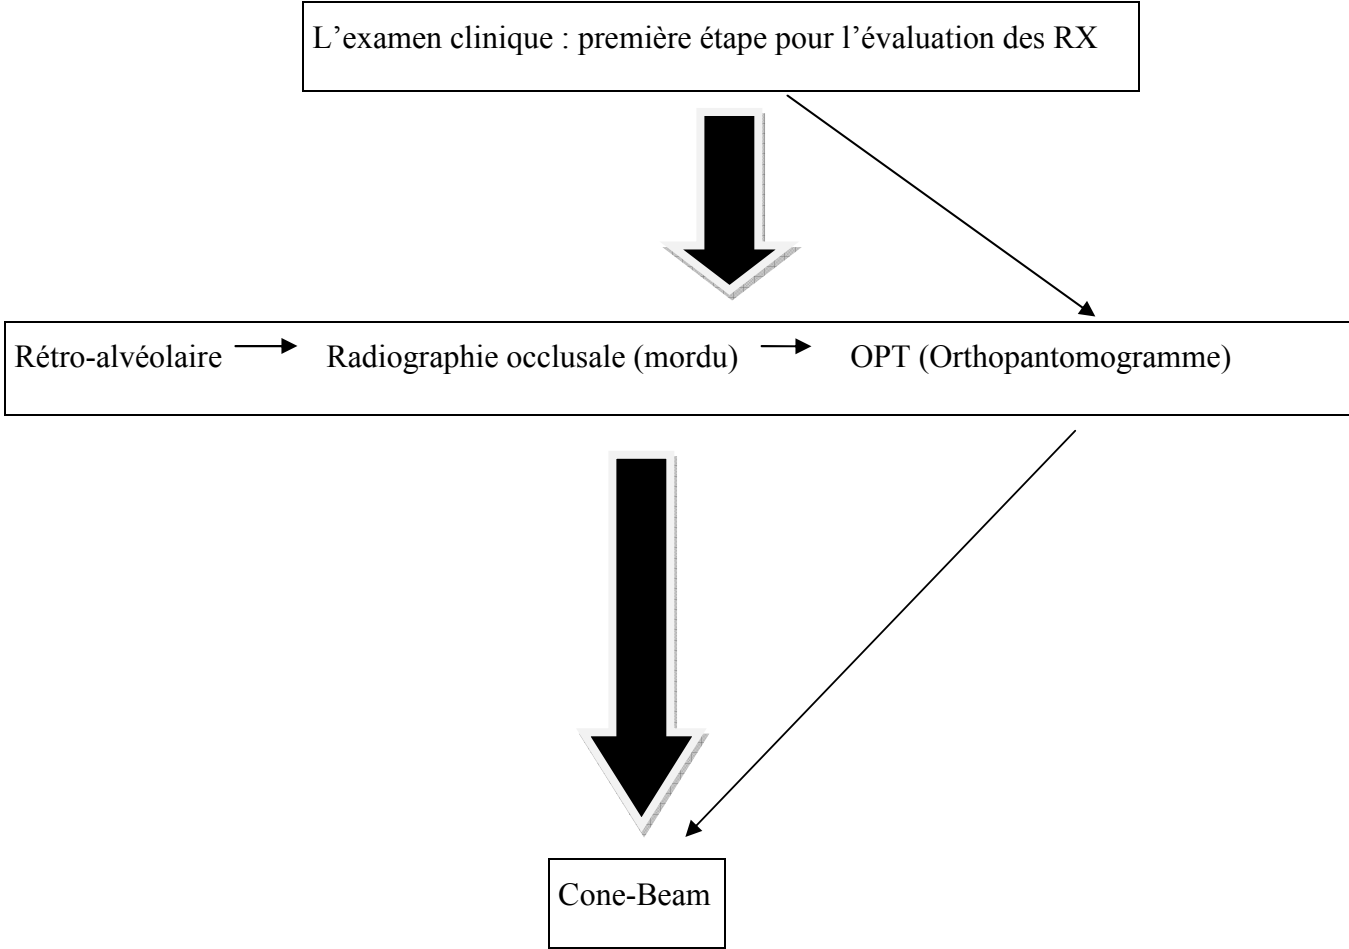 L’examen clinique : première étape pour l’évaluation des RX
Rétro-alvéolaire Radiographie occlusale (mordu) OPT (Orthopantomogramme)
Cone-Beam